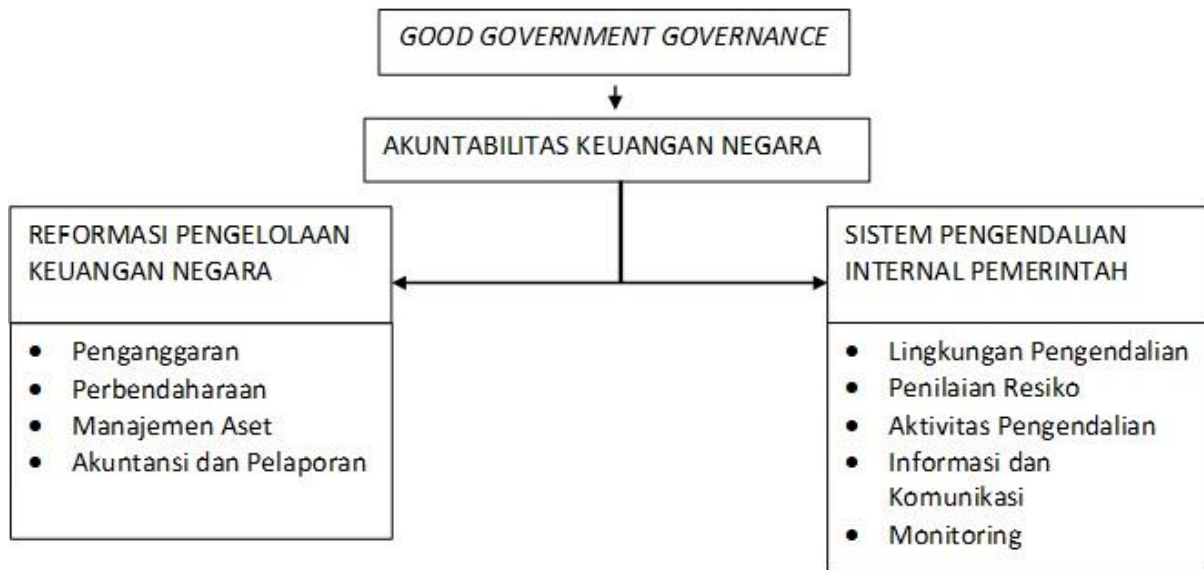 GOOD GOVERNMENT GOVERNANCE
AKUNTABILITAS KEUANGAN NEGARA
REFORMASI PENGELOLAAN
KEUANGAN NEGARA
• Penganggaran
• Perbendaharaan
• Manajemen Aset
• Akuntansi dan Pelaporan
SISTEM PENGENDALIAN
INTERNAL PEMERINTAH
• Lingkungan Pengendalian
• Penilaian Resiko
• Aktivitas Pengendalian
• Informasi dan
Komunikasi
• Monitoring